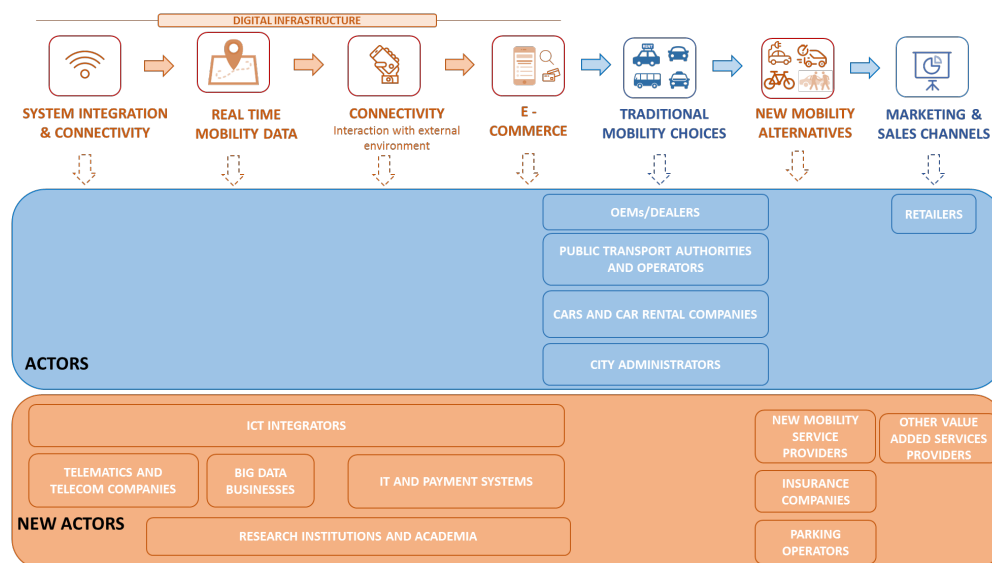 DIGITAL INFRASTRUCTURE
RENT
SYSTEM INTEGRATION
& CONNECTIVITY
REAL TIME
MOBILITY DATA
CONNECTIVITY
Interaction with external
environment
E -
COMMERCE
TRADITIONAL
MOBILITY CHOICES
NEW MOBILITY
ALTERNATIVES
MARKETING &
SALES CHANNELS
OEMs/DEALERS
RETAILERS
PUBLIC TRANSPORT AUTHORITIES
AND OPERATORS
CARS AND CAR RENTAL COMPANIES
CITY ADMINISTRATORS
ACTORS
ICT INTEGRATORS
NEW MOBILITY
SERVICE
PROVIDERS
OTHER VALUE
ADDED SERVICES
PROVIDERS
TELEMATICS AND
TELECOM COMPANIES
BIG DATA
BUSINESSES
IT AND PAYMENT SYSTEMS
INSURANCE
COMPANIES
NEW ACTORS
RESEARCH INSTITUTIONS AND ACADEMIA
PARKING
OPERATORS